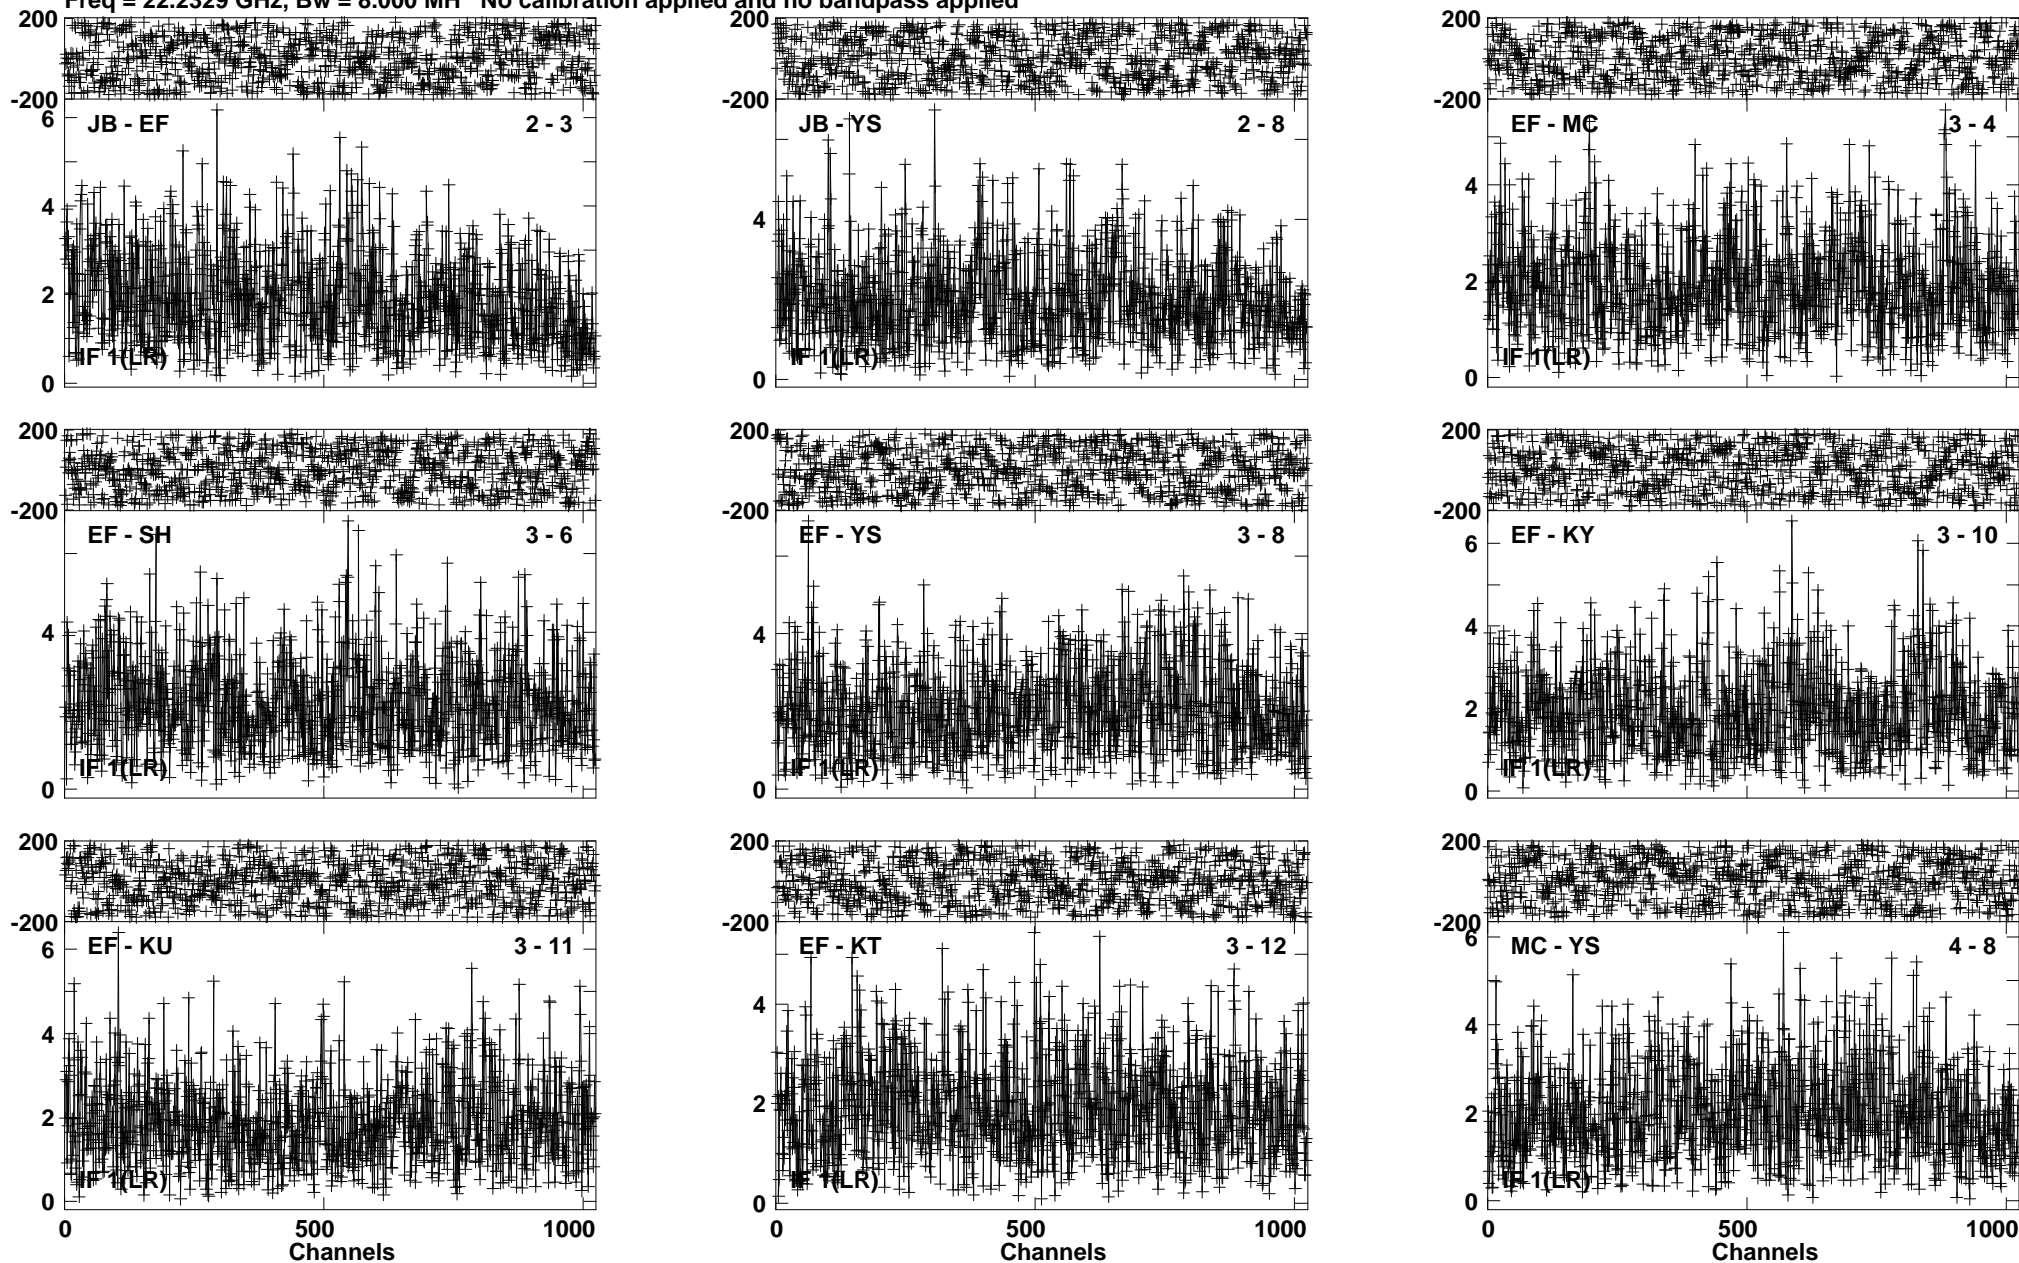 Freq = 22.2329 GHz, Bw = 8.000 MH No calibration applied and no bandpass applied
200 200 200
-200 -200 -200
6 JB - EF 2 - 3 JB - YS 2 - 8 EF - MC 3 - 4
4 4 4
2 2
IF 1(LR) IF 1(LR) IF 1(LR)
0 0 0
200 200 200
-200 -200 -200
EF - SH 3 - 6 EF - YS 3 - 8 EF - KY 3 - 10
6
4 4 4
2
IF 1(LR) IF 1(LR) IF 1(LR)
0 0 0
200 200 200
-200 -200 -200
6 EF - KU 3 - 11 EF - KT 3 - 12 6 MC - YS 4 - 8
4 4 4
2 2 2
IF 1(LR) IF 1(LR) IF 1(LR)
0 0 0
0 500 1000 0 500 1000 0 500 1000
Channels Channels Channels